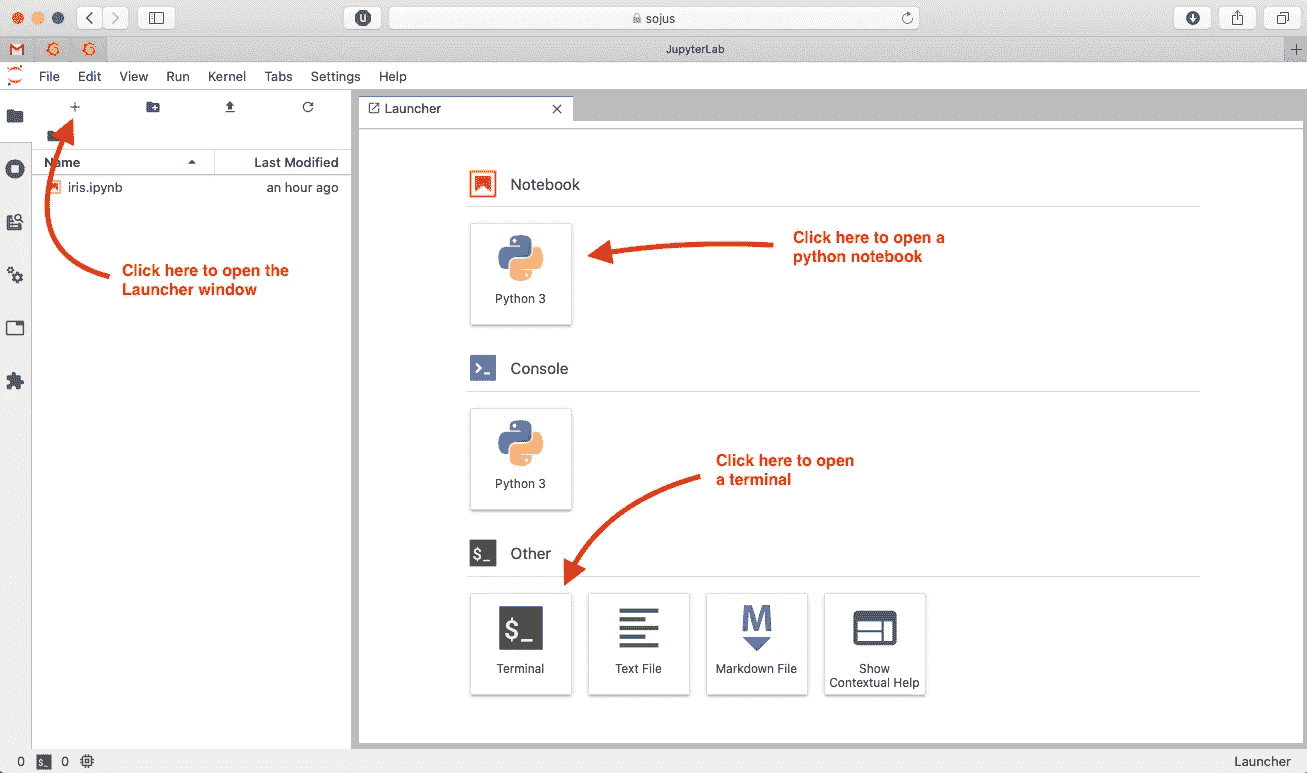 sojus
JupyterLab
File Edit View Run Kernel Tabs Settings Help
Launcher
Name Last Modified
iris.ipynb an hour ago
Click here to open the
Launcher window
Notebook
Python 3
Click here to open a
python notebook
Console
Python 3
Click here to open
a terminal
Other
$_
Terminal
Text File
M
Markdown File
Show
Contextual Help
0 $_ 0 Launcher